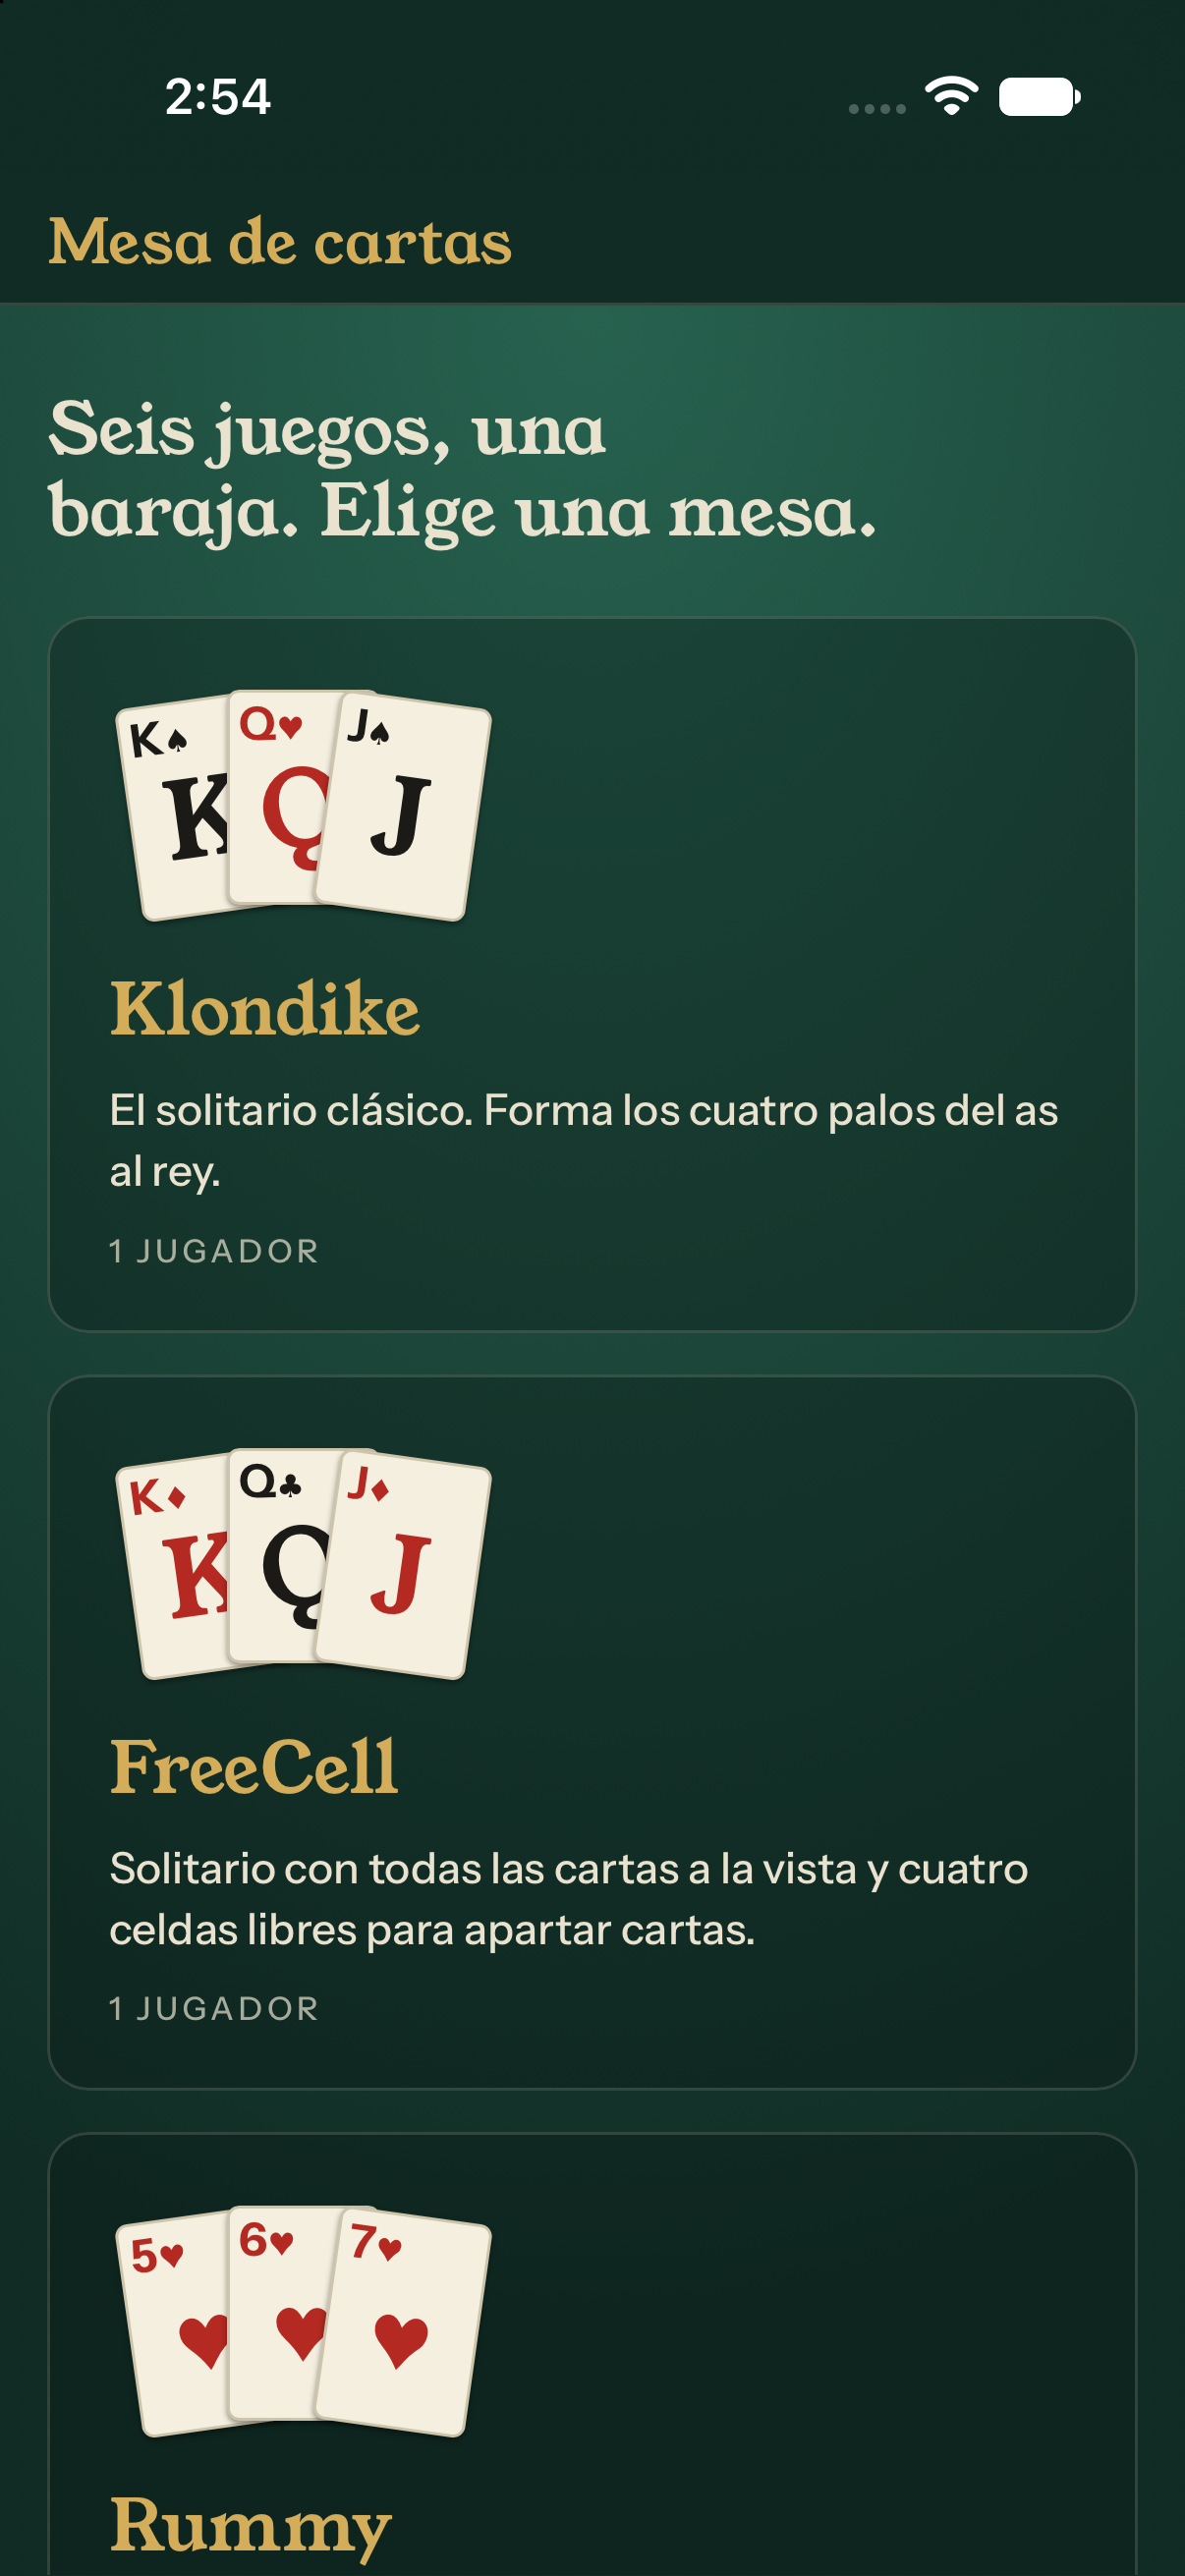 2:54
Mesa de cartas
Seis juegos, una
baraja. Elige una mesa.
K♠ Q♥ J♠
K Q J
Klondike
El solitario clásico. Forma los cuatro palos del as
al rey.
1 JUGADOR
K♦ Q♣ J♦
K Q J
FreeCell
Solitario con todas las cartas a la vista y cuatro
celdas libres para apartar cartas.
1 JUGADOR
5♥ 6♥ 7♥
♥ ♥ ♥
Rummy